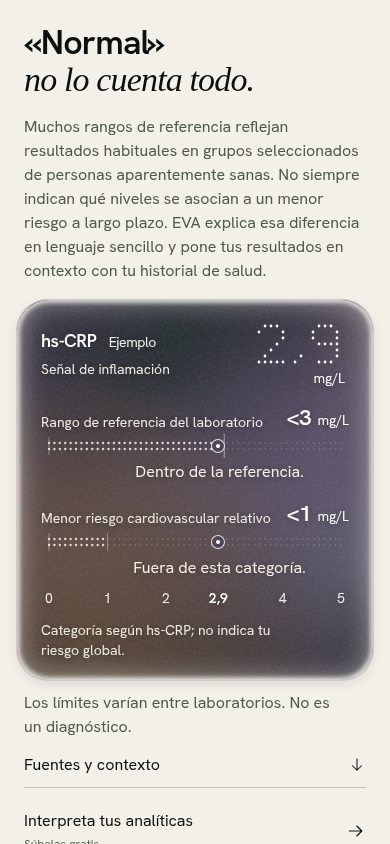 «Normal»
no lo cuenta todo.
Muchos rangos de referencia reflejan
resultados habituales en grupos seleccionados
de personas aparentemente sanas. No siempre
indican qué niveles se asocian a un menor
riesgo a largo plazo. EVA explica esa diferencia
en lenguaje sencillo y pone tus resultados en
contexto con tu historial de salud.
hs-CRP Ejemplo
2.9
Señal de inflamación
mg/L
Rango de referencia del laboratorio <3 mg/L
Dentro de la referencia.
Menor riesgo cardiovascular relativo <1 mg/L
Fuera de esta categoría.
0 1 2 2,9 4 5
Categoría según hs-CRP; no indica tu
riesgo global.
Los límites varían entre laboratorios. No es
un diagnóstico.
Fuentes y contexto ↓
Interpreta tus analíticas →
Súbelas gratis